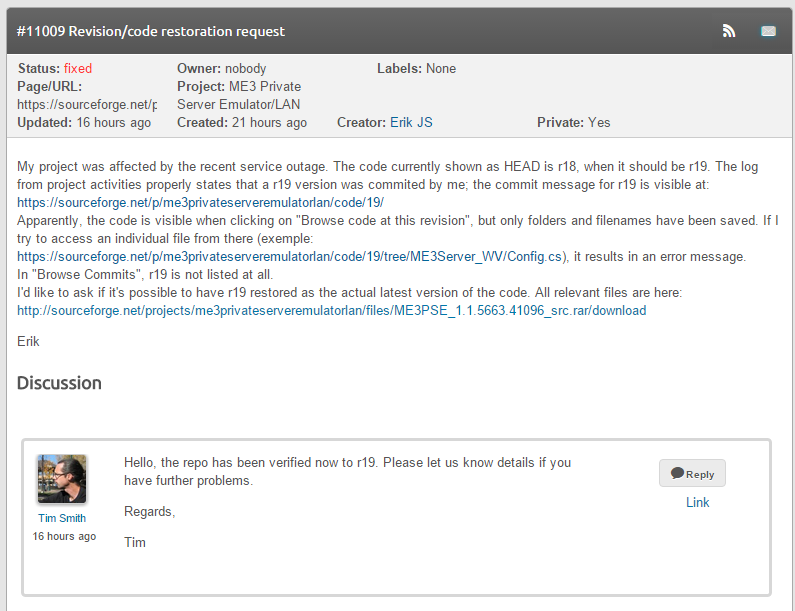 #11009 Revision/code restoration request
Status: fixed
Owner: nobody
Labels: None
Page/URL:
Project: ME3 Private
https://sourceforge.net/p
Server Emulator/LAN
Updated: 16 hours ago
Created: 21 hours ago
Creator: Erik JS
Private: Yes
My project was affected by the recent service outage. The code currently shown as HEAD is r18, when it should be r19. The log
from project activities properly states that a r19 version was commited by me; the commit message for r19 is visible at:
https://sourceforge.net/p/me3privateserveremulatorlan/code/19/
Apparently, the code is visible when clicking on "Browse code at this revision", but only folders and filenames have been saved. If I
try to access an individual file from there (exemple:
https://sourceforge.net/p/me3privateserveremulatorlan/code/19/tree/ME3Server_WV/Config.cs), it results in an error message.
In "Browse Commits", r19 is not listed at all.
I'd like to ask if it's possible to have r19 restored as the actual latest version of the code. All relevant files are here:
http://sourceforge.net/projects/me3privateserveremulatorlan/files/ME3PSE_1.1.5663.41096_src.rar/download
Erik
Discussion
Hello, the repo has been verified now to r19. Please let us know details if you
have further problems.
Regards,
Tim
Tim Smith
16 hours ago
Reply
Link